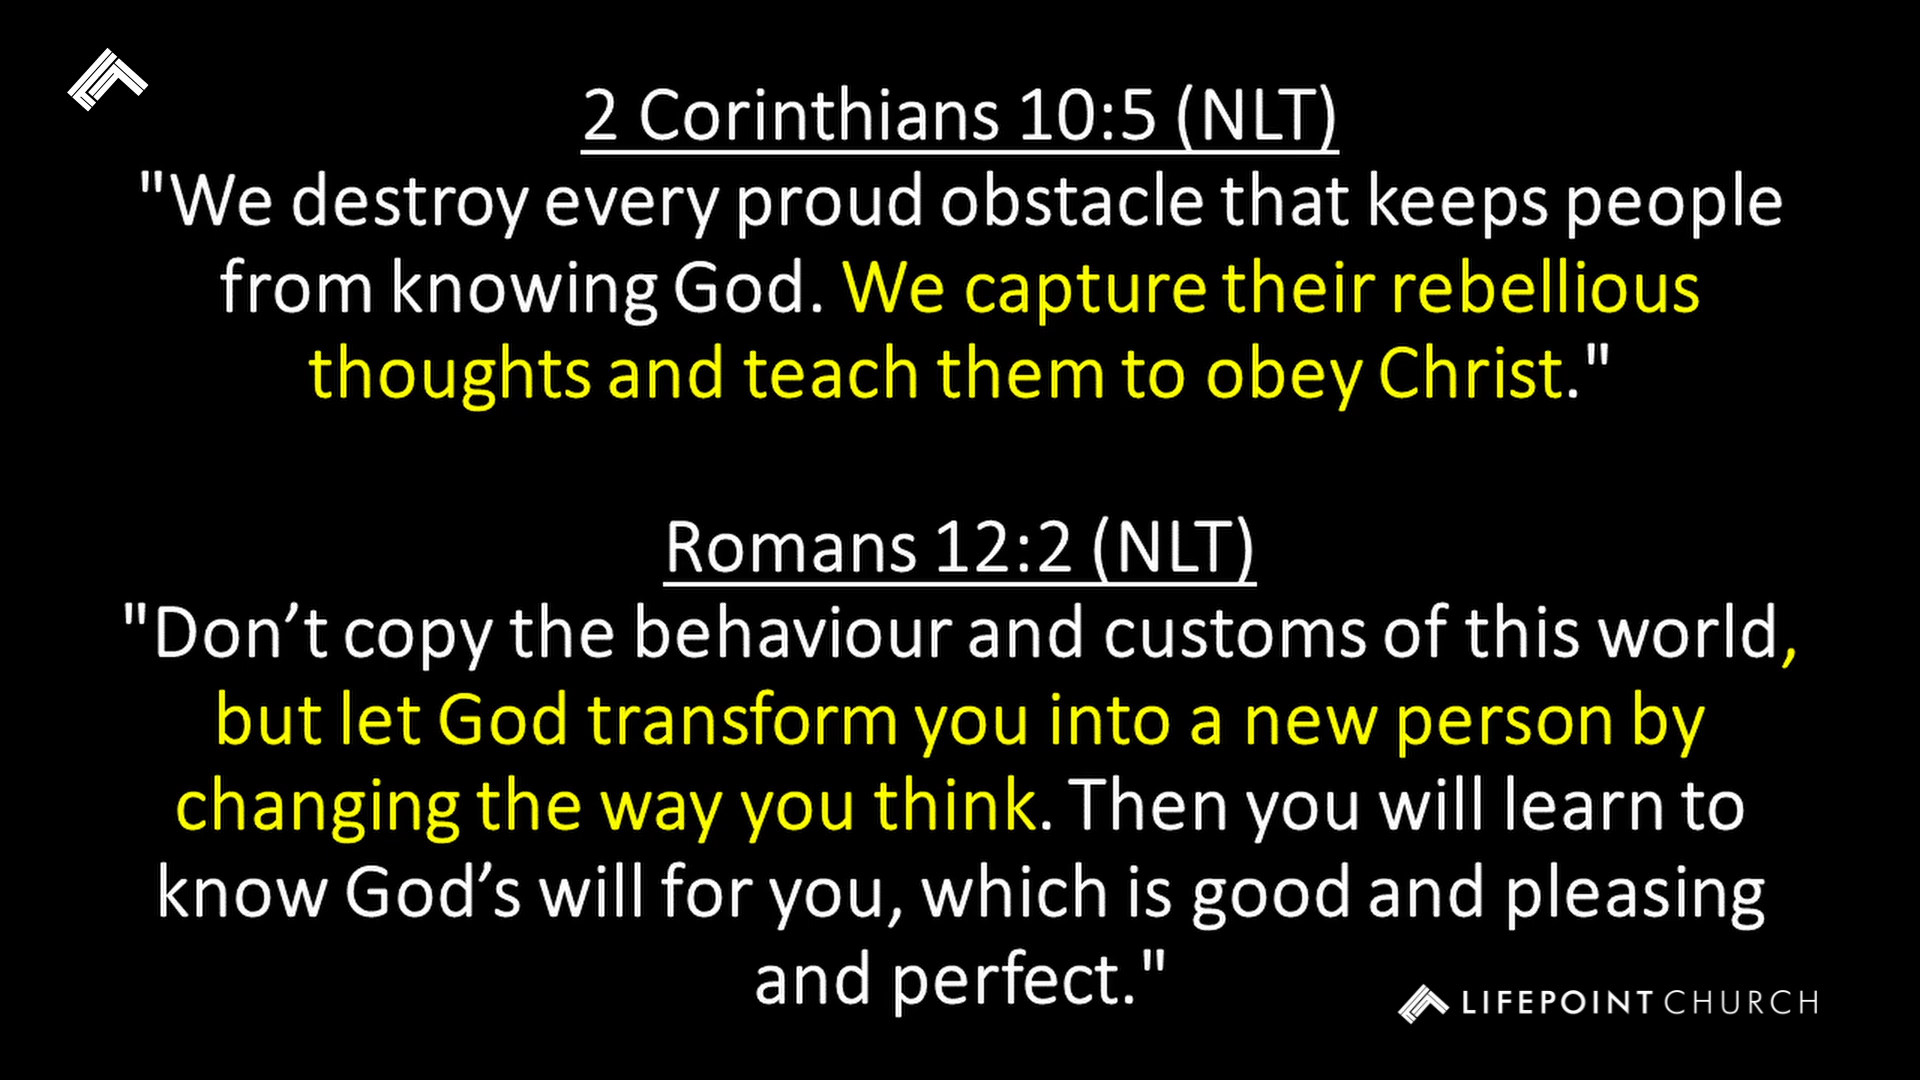 2 Corinthians 10:5 (NLT)
"We destroy every proud obstacle that keeps people
from knowing God. We capture their rebellious
thoughts and teach them to obey Christ."
Romans 12:2 (NLT)
"Don’t copy the behaviour and customs of this world,
but let God transform you into a new person by
changing the way you think. Then you will learn to
know God’s will for you, which is good and pleasing
and perfect."
LIFEPOINT CHURCH